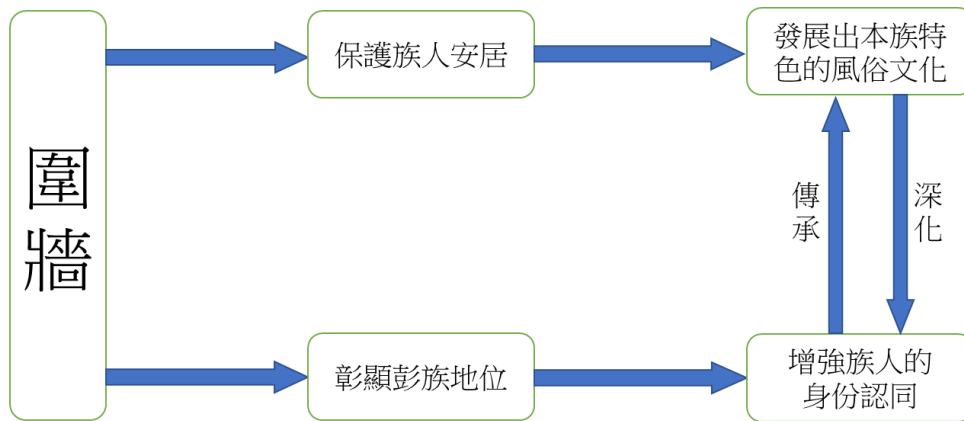 圍
牆
保護族人安居
發展出本族特
色的風俗文化
傳
承
深
化
彰顯彭族地位
增強族人的
身份認同